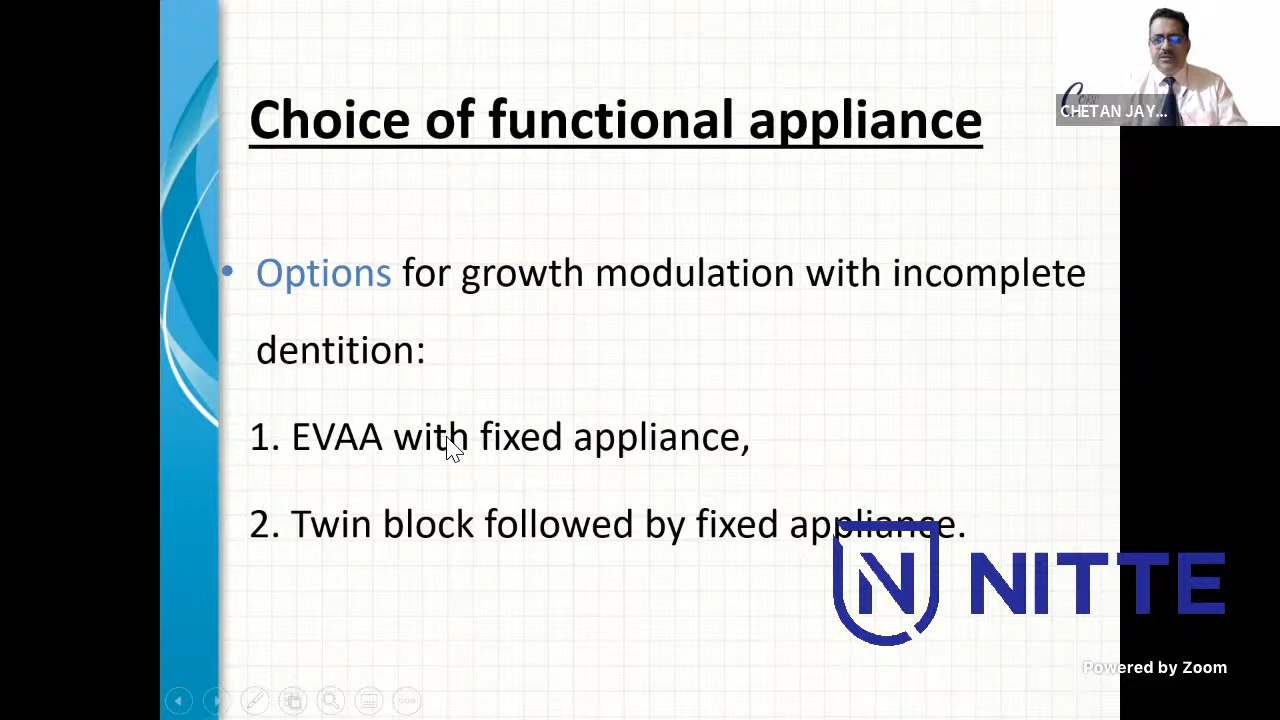 Choice of functional appliance
CHETAN JAY...
• Options for growth modulation with incomplete
dentition:
1. EVAA with fixed appliance,
2. Twin block followed by fixed appliance.
N NITTE
Powered by Zoom